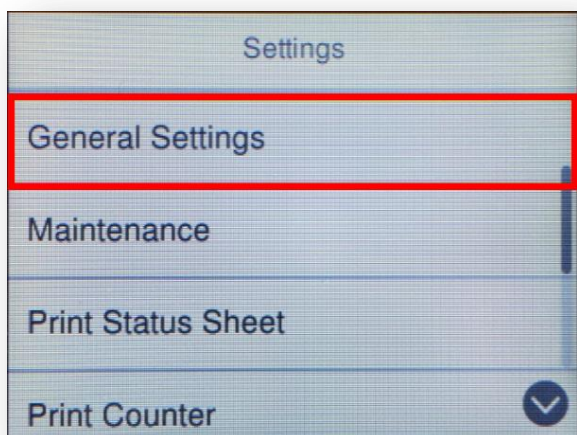 Settings
General Settings
Maintenance
Print Status Sheet
Print Counter